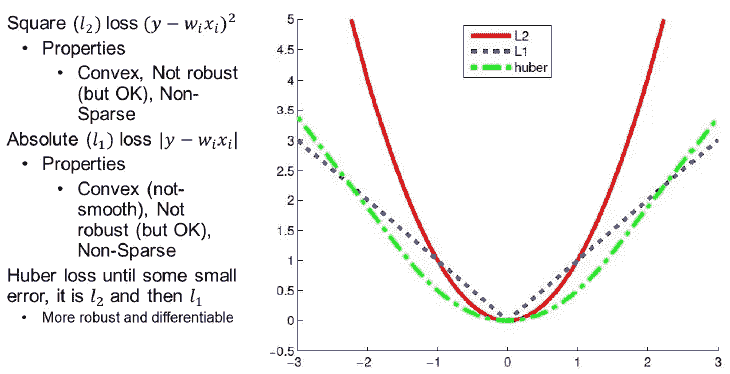 Square (l₂) loss (y − wᵢxᵢ)²
• Properties
• Convex, Not robust
(but OK), Non-
Sparse
Absolute (l₁) loss |y − wᵢxᵢ|
• Properties
• Convex (not-
smooth), Not
robust (but OK),
Non-Sparse
Huber loss until some small
error, it is l₂ and then l₁
• More robust and differentiable
L2
L1
huber
5
4.5
4
3.5
3
2.5
2
1.5
1
0.5
0
−0.5
−3
−2
−1
0
1
2
3